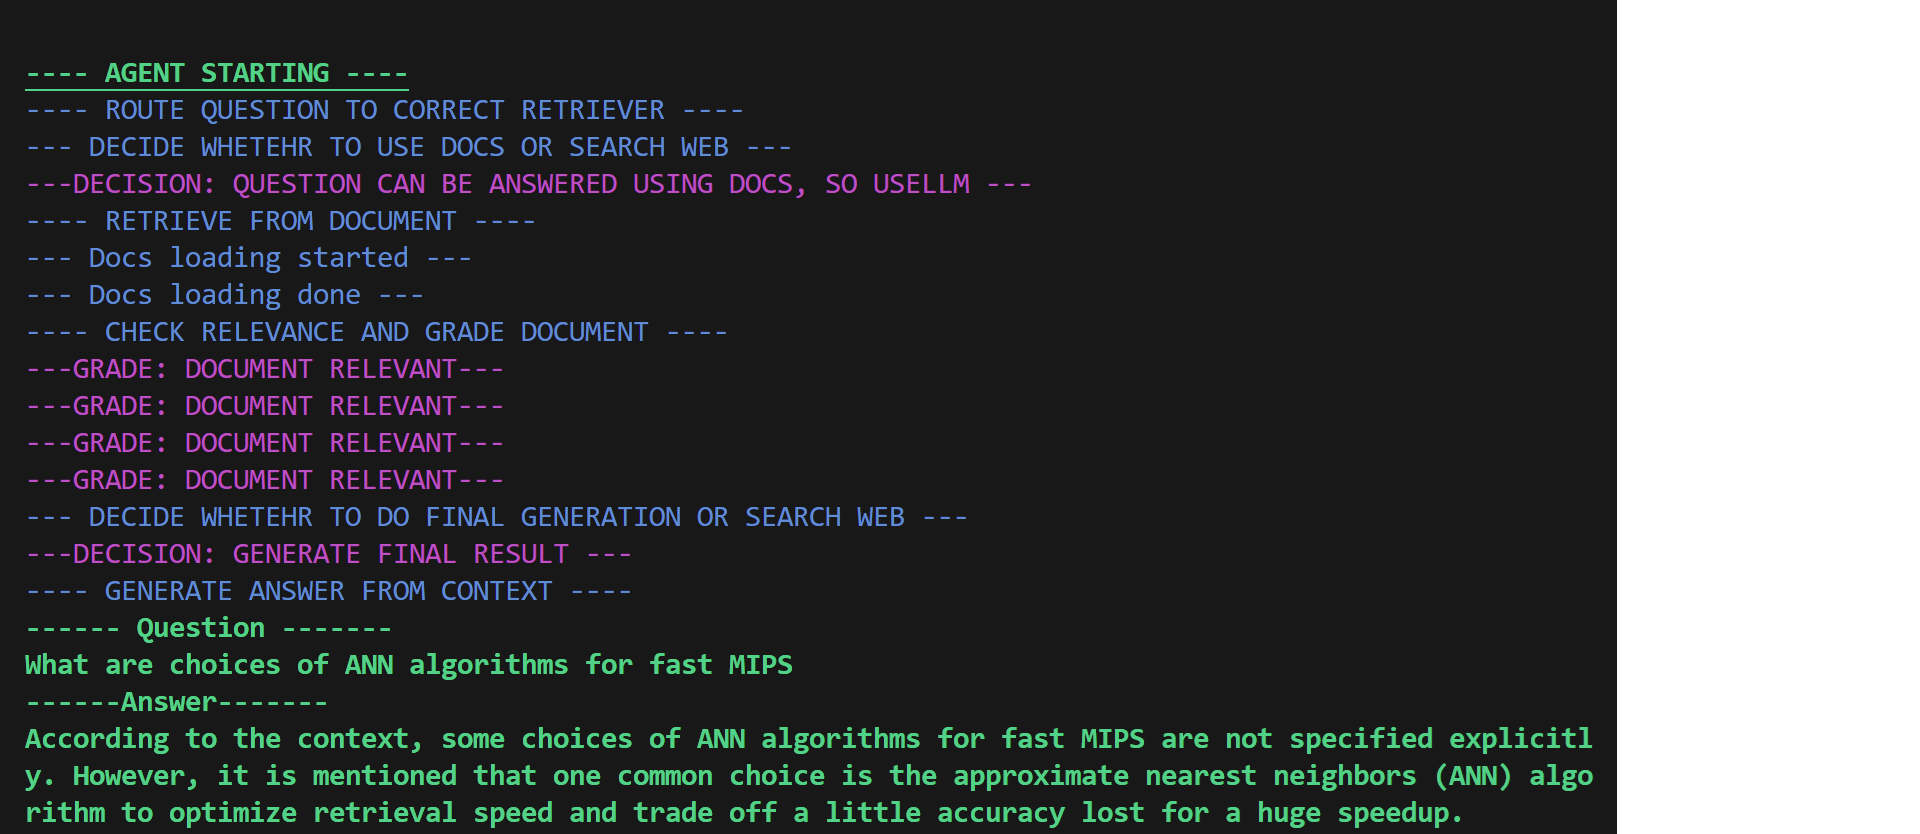 ---- AGENT STARTING ----
---- ROUTE QUESTION TO CORRECT RETRIEVER ----
--- DECIDE WHETEHR TO USE DOCS OR SEARCH WEB ---
---DECISION: QUESTION CAN BE ANSWERED USING DOCS, SO USELLM ---
---- RETRIEVE FROM DOCUMENT ----
--- Docs loading started ---
--- Docs loading done ---
---- CHECK RELEVANCE AND GRADE DOCUMENT ----
---GRADE: DOCUMENT RELEVANT---
---GRADE: DOCUMENT RELEVANT---
---GRADE: DOCUMENT RELEVANT---
---GRADE: DOCUMENT RELEVANT---
--- DECIDE WHETEHR TO DO FINAL GENERATION OR SEARCH WEB ---
---DECISION: GENERATE FINAL RESULT ---
---- GENERATE ANSWER FROM CONTEXT ----
------ Question -------
What are choices of ANN algorithms for fast MIPS
------Answer-------
According to the context, some choices of ANN algorithms for fast MIPS are not specified explicitl
y. However, it is mentioned that one common choice is the approximate nearest neighbors (ANN) algo
rithm to optimize retrieval speed and trade off a little accuracy lost for a huge speedup.